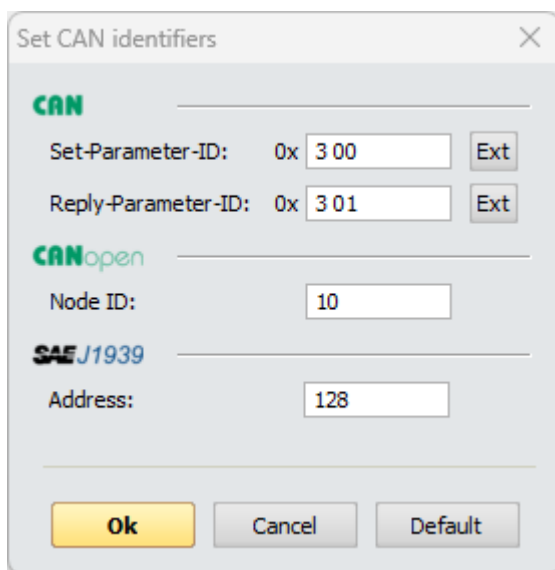 Set CAN identifiers
CAN
Set-Parameter-ID: 0x 3 00 Ext
Reply-Parameter-ID: 0x 3 01 Ext
CANopen
Node ID: 10
SAE J1939
Address: 128
Ok Cancel Default